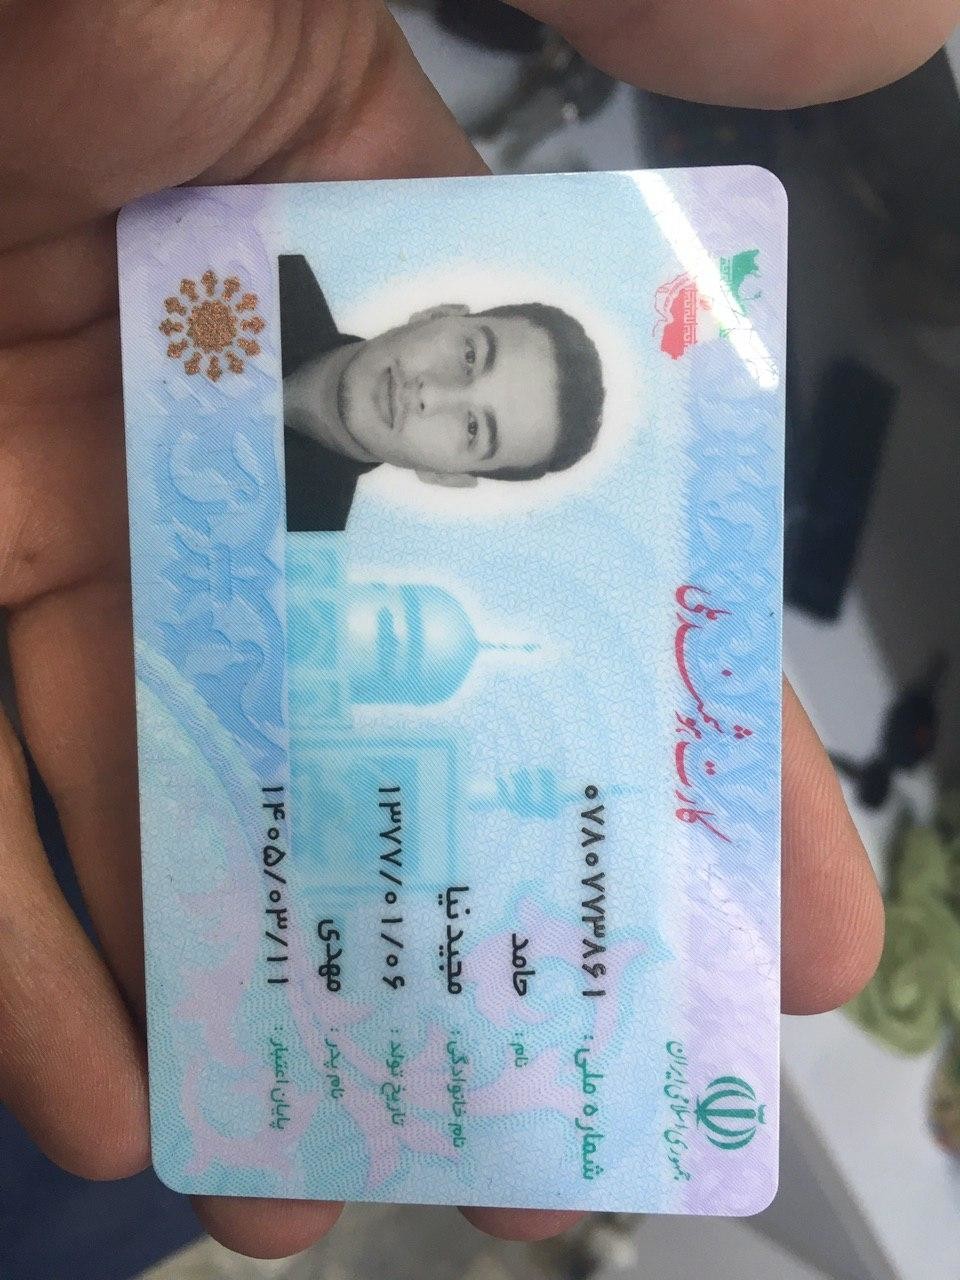 جمهوری اسلامی ایران
کارت هوشمند ملی
شماره ملی: ۰۷۸۰۷۷۳۸۶۱
نام: حامد
نام خانوادگی: مجیدنیا
تاریخ تولد: ۱۳۷۷/۰۱/۰۶
نام پدر: مهدی
پایان اعتبار: ۱۴۰۵/۰۳/۱۱